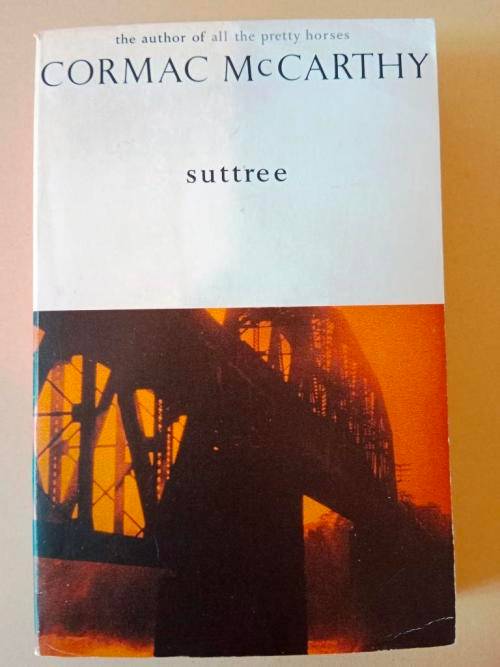 the author of all the pretty horses
CORMAC McCARTHY
suttree